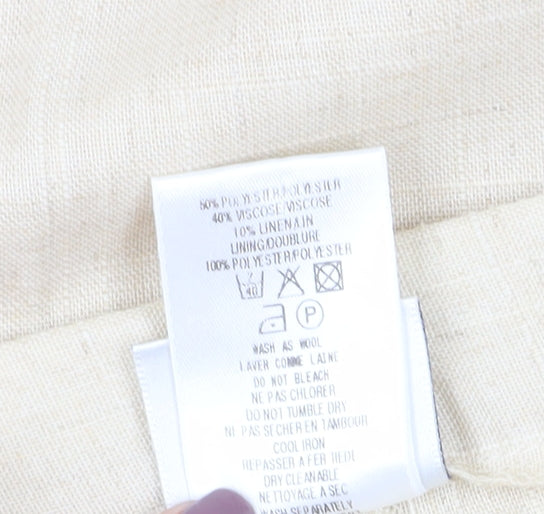 50% POLYESTER/POLYESTER
40% VISCOSE/VISCOSE
10% LINEN/LIN
LINING/DOUBLURE
100% POLYESTER/POLYESTER
40
P
WASH AS WOOL
LAVER COMME LAINE
DO NOT BLEACH
NE PAS CHLORER
DO NOT TUMBLE DRY
NE PAS SECHER EN TAMBOUR
COOL IRON
REPASSER A FER TIEDE
DRY CLEANABLE
NETTOYAGE A SEC
WASH SEPARATELY